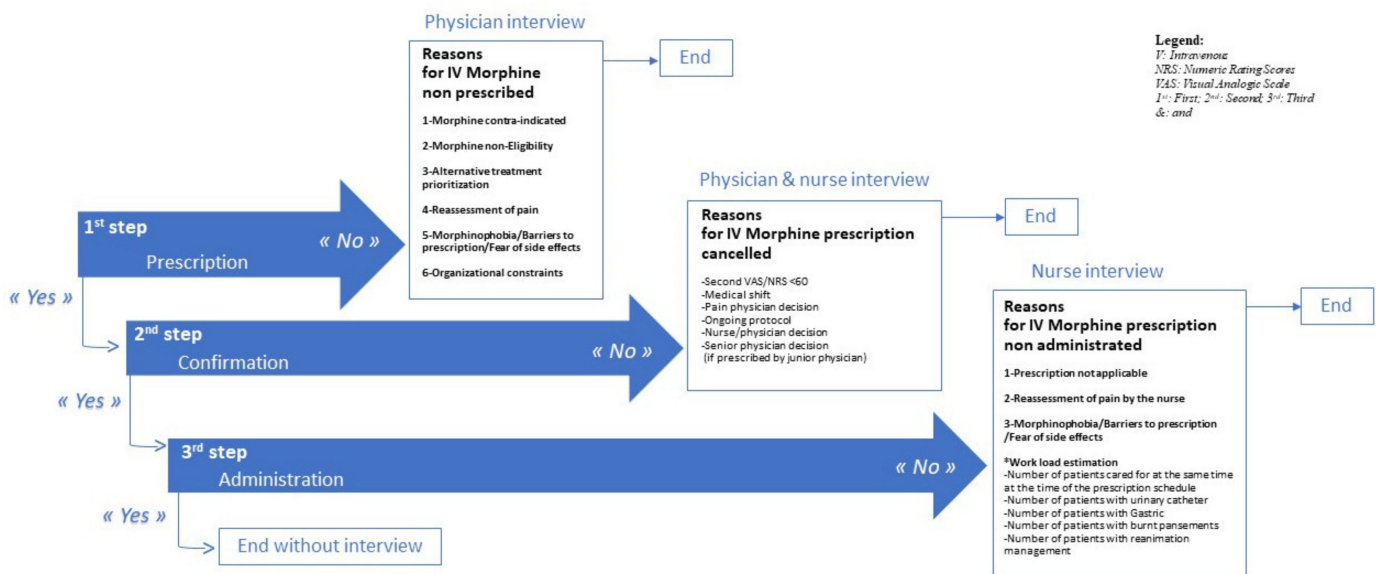 Physician interview
Reasons
for IV Morphine
non prescribed
1-Morphine contra-indicated
2-Morphine non-Eligibility
3-Alternative treatment
prioritization
4-Reassessment of pain
5-Morphinophobia/Barriers to
prescription/Fear of side effects
6-Organizational constraints
End
Legend:
V: Intravenous
NRS: Numeric Rating Scores
VAS: Visual Analogic Scale
1st: First; 2nd: Second; 3rd: Third
&: and
1st step
Prescription
« No »
« Yes »
Physician & nurse interview
Reasons
for IV Morphine prescription
cancelled
-Second VAS/NRS <60
-Medical shift
-Pain physician decision
-Ongoing protocol
-Nurse/physician decision
-Senior physician decision
(if prescribed by junior physician)
End
2nd step
Confirmation
« No »
« Yes »
Nurse interview
Reasons
for IV Morphine prescription
non administrated
1-Prescription not applicable
2-Reassessment of pain by the nurse
3-Morphinophobia/Barriers to prescription
/Fear of side effects
*Work load estimation
-Number of patients cared for at the same time
at the time of the prescription schedule
-Number of patients with urinary catheter
-Number of patients with Gastric
-Number of patients with burnt pansements
-Number of patients with reanimation
management
End
3rd step
Administration
« No »
« Yes »
End without interview